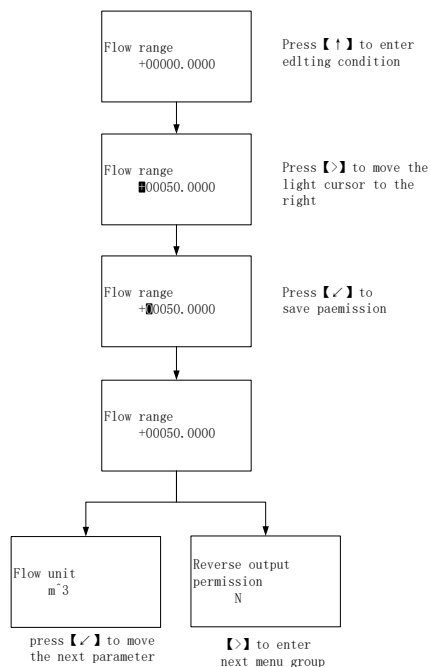 Flow range
+00000.0000
Press【↑】to enter
edlting condition
Flow range
+00050.0000
Press【>】to move the
light cursor to the
right
Flow range
+00050.0000
Press【↙】to
save paemission
Flow range
+00050.0000
Flow unit
m^3
press【↙】to move
the next parameter
Reverse output
permission
N
【>】to enter
next menu group